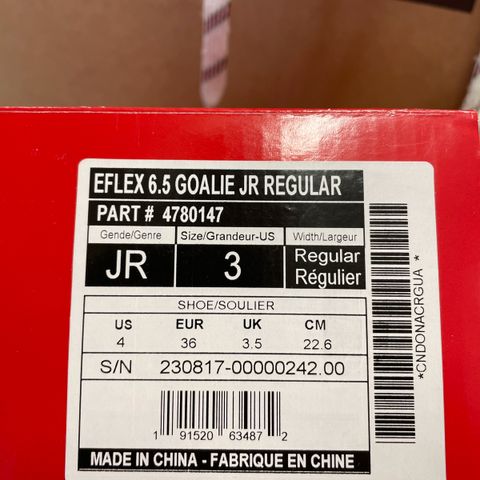 EFLEX 6.5 GOALIE JR REGULAR
PART # 4780147
Gende/Genre Size/Grandeur-US Width/Largeur
JR 3 Regular
Régulier
SHOE/SOULIER
US EUR UK CM
4 36 3.5 22.6
S/N 230817-00000242.00
1 91520 63487 2
MADE IN CHINA - FABRIQUE EN CHINE
*CNDONACRGUA*